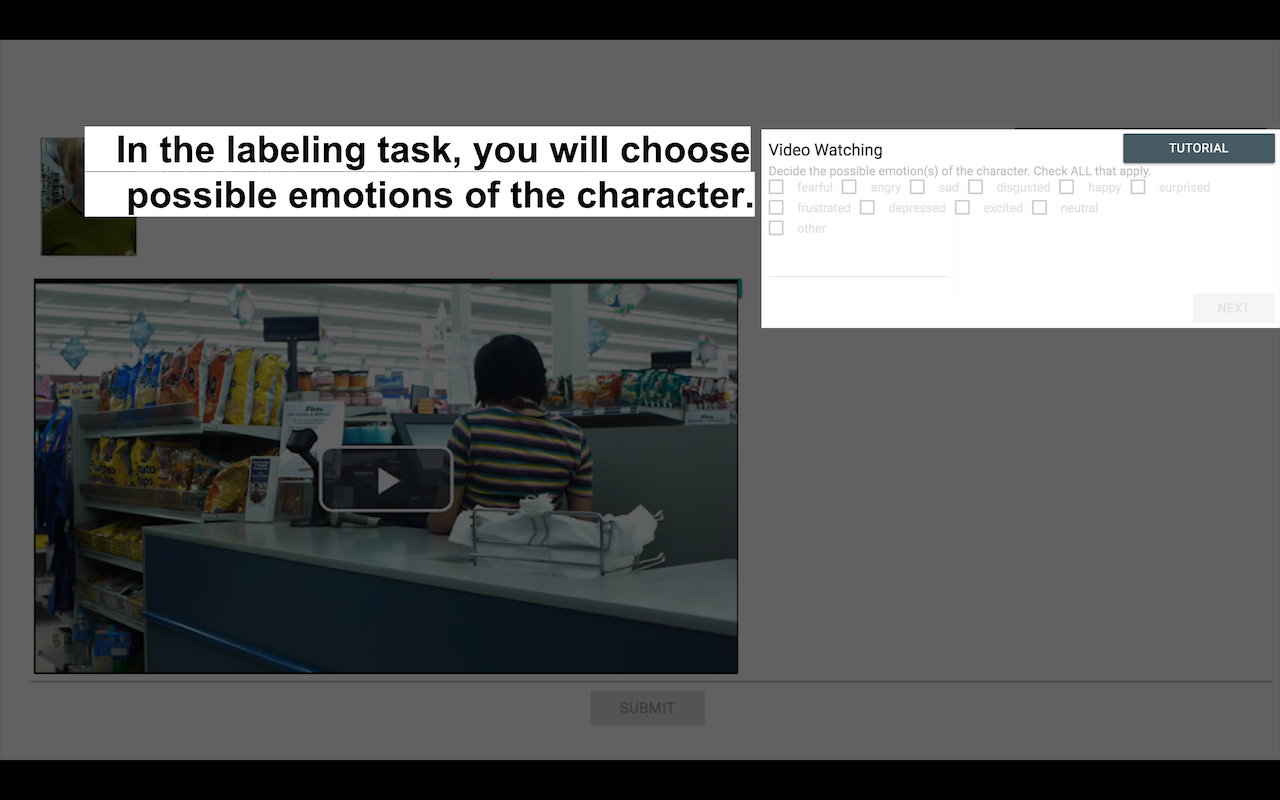 In the labeling task, you will choose
possible emotions of the character.
Video Watching
TUTORIAL
Decide the possible emotion(s) of the character. Check ALL that apply.
fearful angry sad disgusted happy surprised
frustrated depressed excited neutral
other
NEXT
SUBMIT